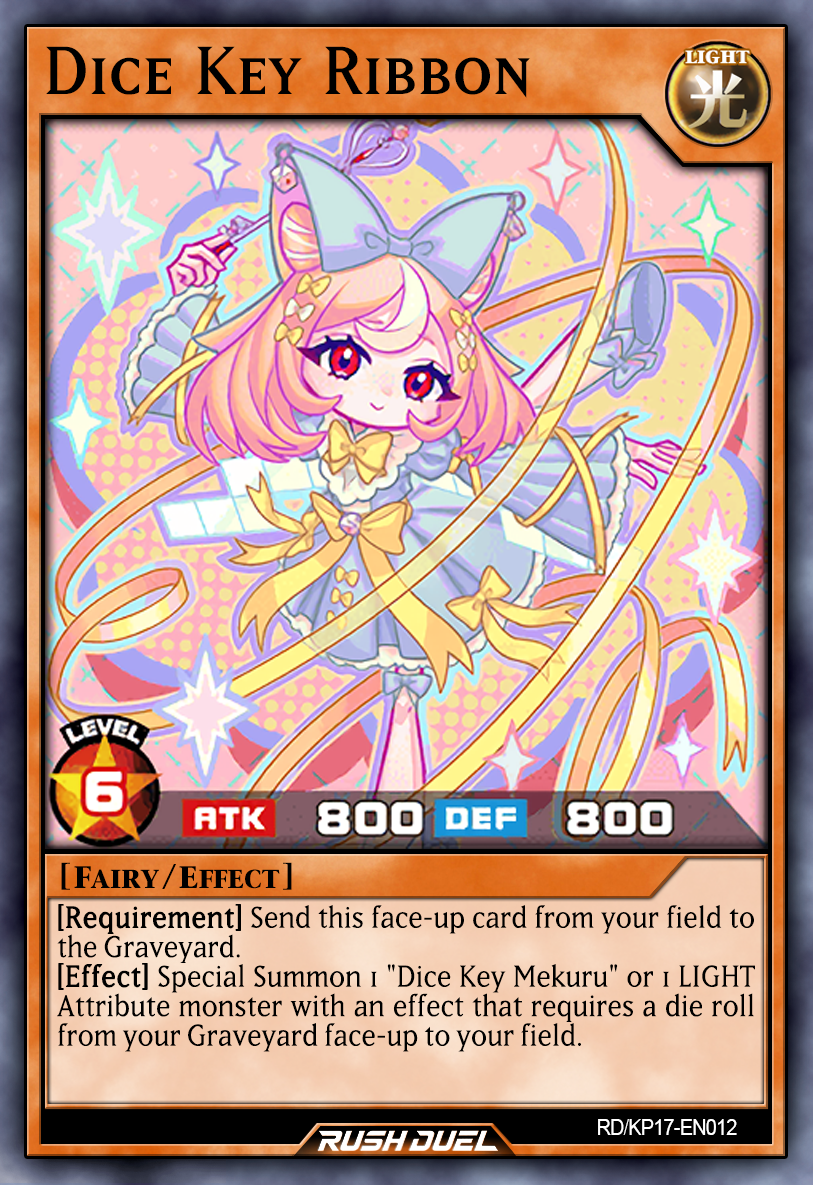 Dice Key Ribbon
LIGHT
光
LEVEL
6
ATK 800 DEF 800
[Fairy/Effect]
[Requirement] Send this face-up card from your field to
the Graveyard.
[Effect] Special Summon 1 "Dice Key Mekuru" or 1 LIGHT
Attribute monster with an effect that requires a die roll
from your Graveyard face-up to your field.
RD/KP17-EN012
RUSH DUEL